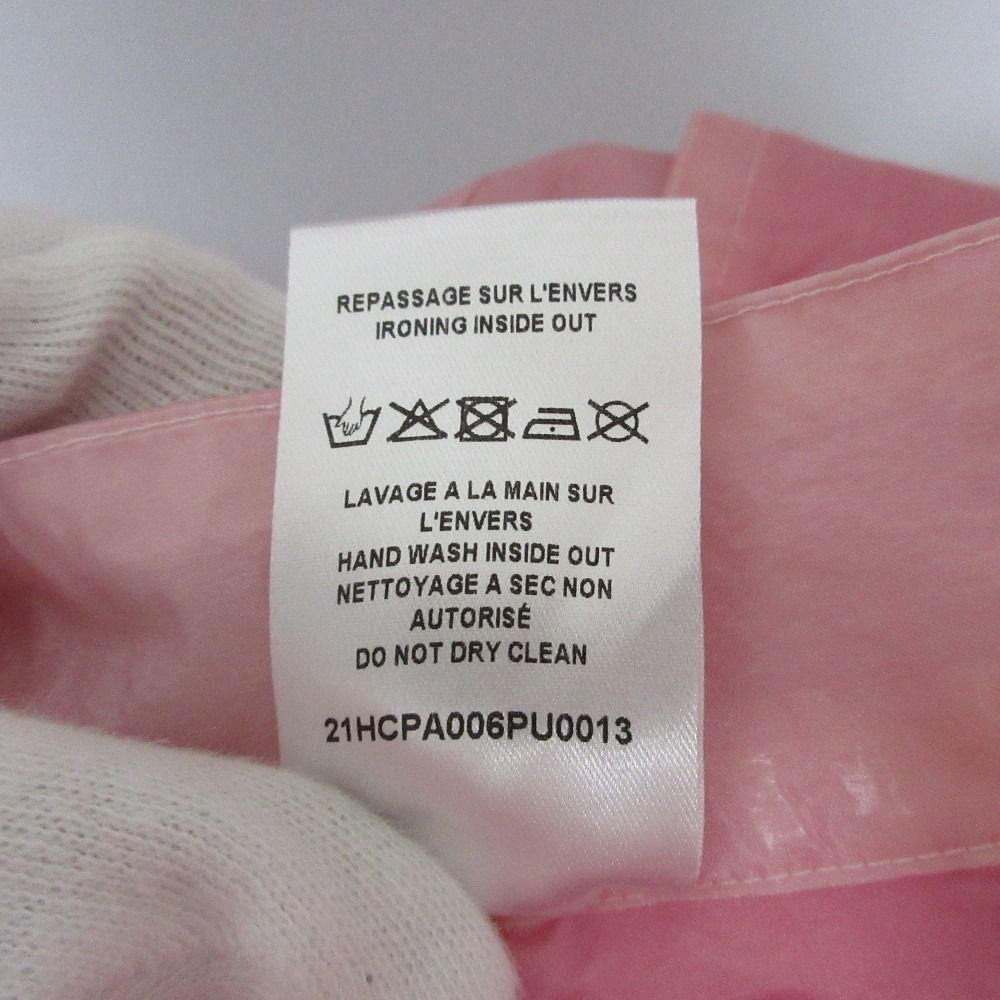 REPASSAGE SUR L'ENVERS
IRONING INSIDE OUT
LAVAGE A LA MAIN SUR
L'ENVERS
HAND WASH INSIDE OUT
NETTOYAGE A SEC NON
AUTORISÉ
DO NOT DRY CLEAN
21HCPA006PU0013